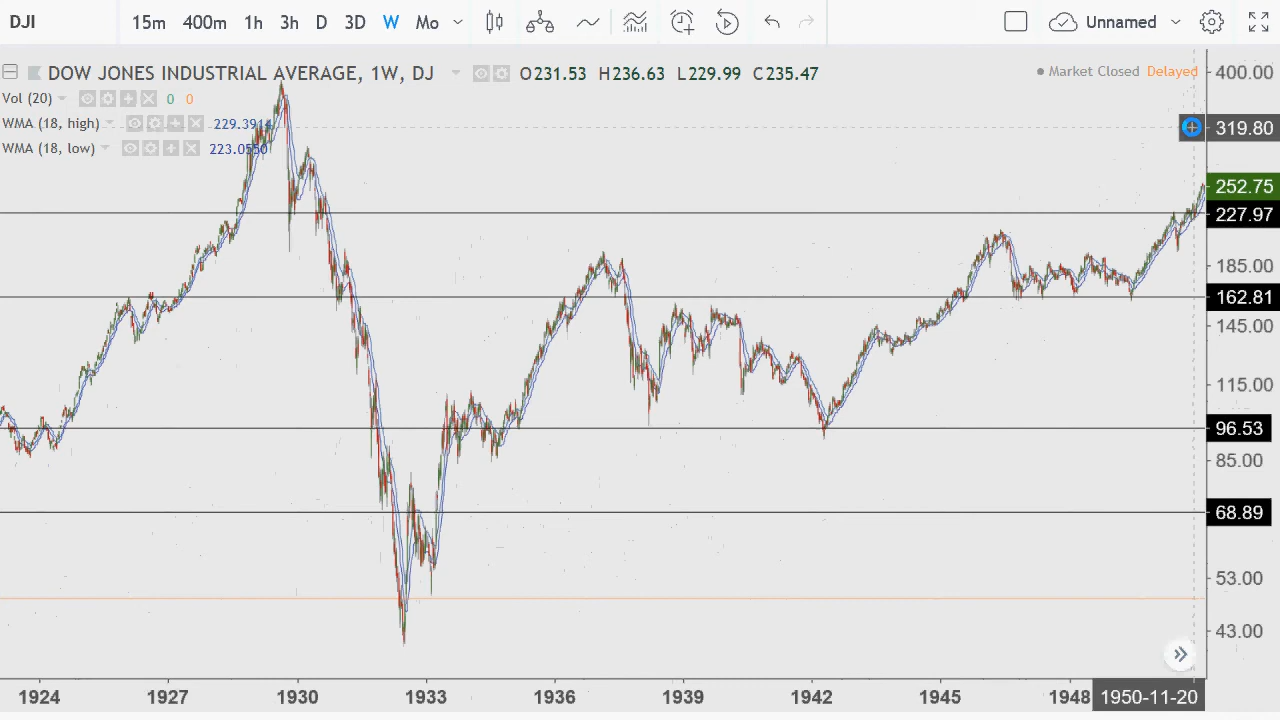 DJI 15m 400m 1h 3h D 3D W Mo Unnamed
DOW JONES INDUSTRIAL AVERAGE, 1W, DJ O231.53 H236.63 L229.99 C235.47 Market Closed Delayed
Vol (20) 0 0
WMA (18, high) 229.3914
WMA (18, low) 223.0550
400.00
319.80
252.75
227.97
185.00
162.81
145.00
115.00
96.53
85.00
68.89
53.00
43.00
1924 1927 1930 1933 1936 1939 1942 1945 1948 1950-11-20